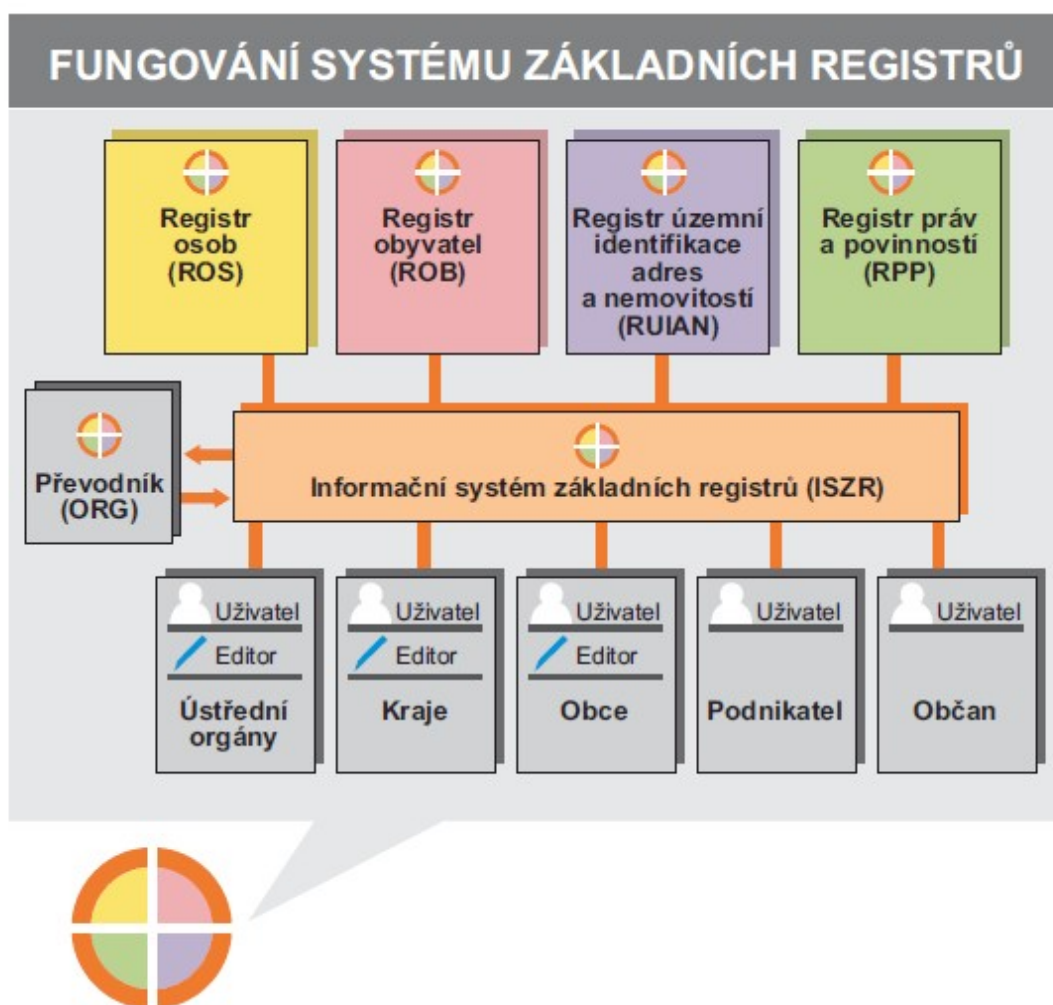 FUNGOVÁNÍ SYSTÉMU ZÁKLADNÍCH REGISTRŮ
Registr
osob
(ROS)
Registr
obyvatel
(ROB)
Registr územní
identifikace
adres
a nemovitostí
(RUIAN)
Registr práv
a povinností
(RPP)
Převodník
(ORG)
Informační systém základních registrů (ISZR)
Uživatel
Editor
Ústřední
orgány
Uživatel
Editor
Kraje
Uživatel
Editor
Obce
Uživatel
Podnikatel
Uživatel
Občan